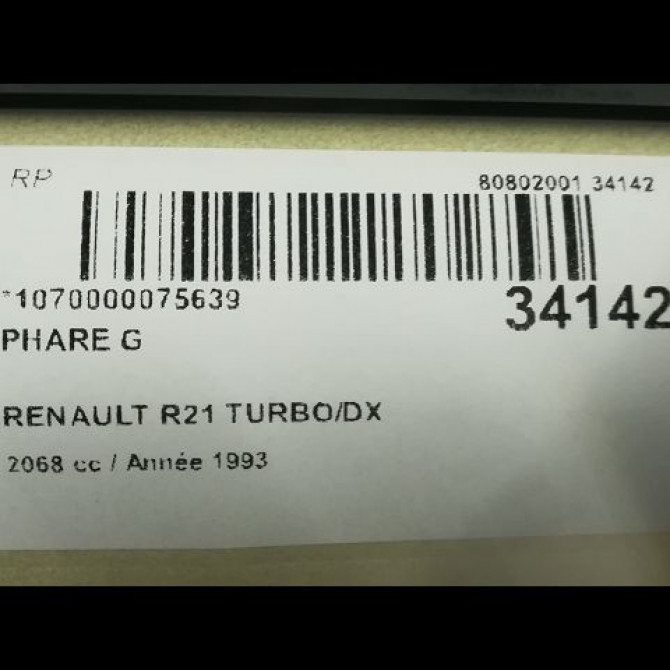 RP
80802001 34142
*1070000075639
34142
PHARE G
RENAULT R21 TURBO/DX
2068 cc / Année 1993